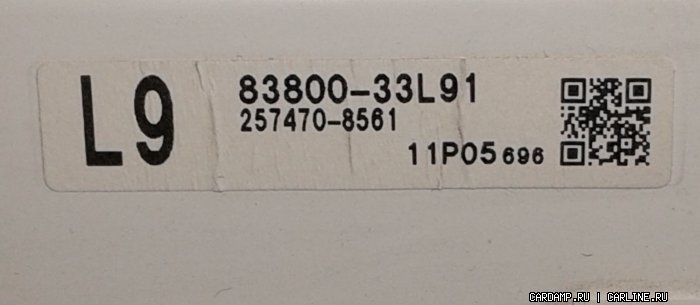 L9
83800-33L91
257470-8561
11P05 696
CARDAMP.RU | CARLINE.RU